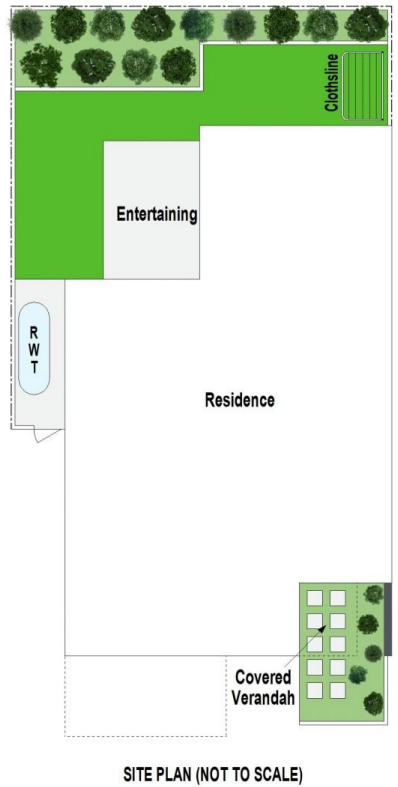 Clothsline
Entertaining
R
W
T
Residence
Covered
Verandah
SITE PLAN (NOT TO SCALE)